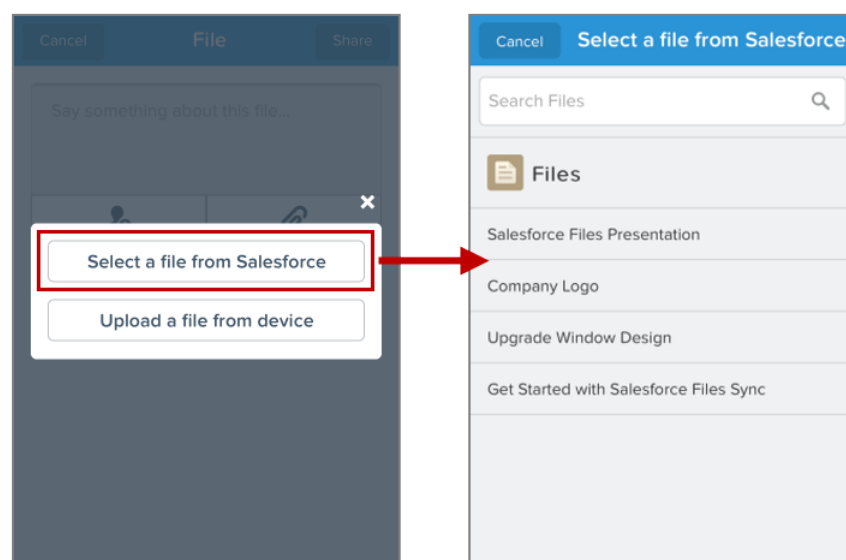 Cancel File Share
Say something about this file...
Select a file from Salesforce
Upload a file from device
Cancel Select a file from Salesforce
Search Files
Files
Salesforce Files Presentation
Company Logo
Upgrade Window Design
Get Started with Salesforce Files Sync